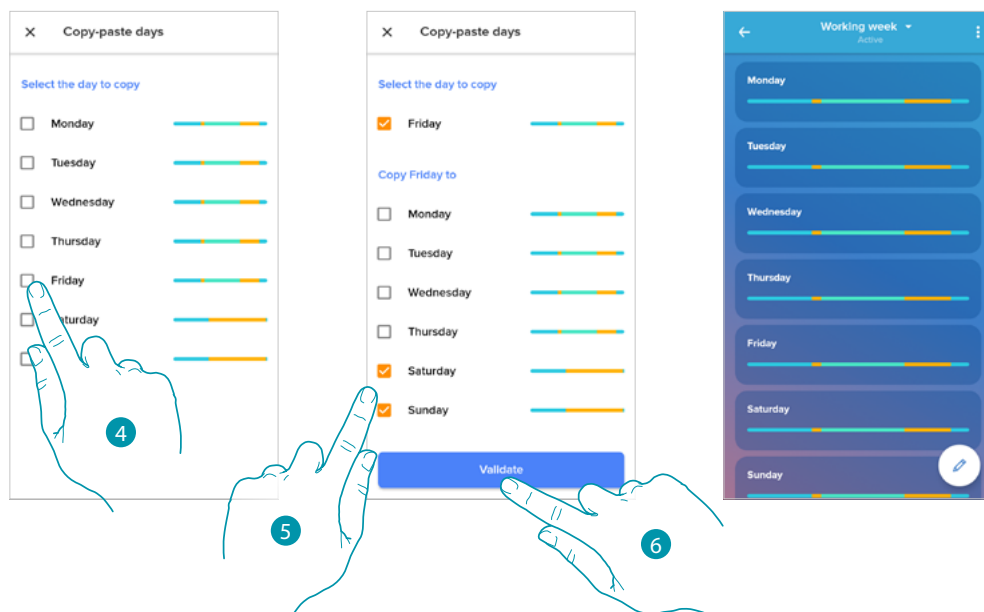 Copy-paste days
Select the day to copy
Monday
Tuesday
Wednesday
Thursday
Friday
4
Copy-paste days
Select the day to copy
Friday
Copy Friday to
Monday
Tuesday
Wednesday
Thursday
Saturday
Sunday
Validate
5
6
Working week
Active
Monday
Tuesday
Wednesday
Thursday
Friday
Saturday
Sunday